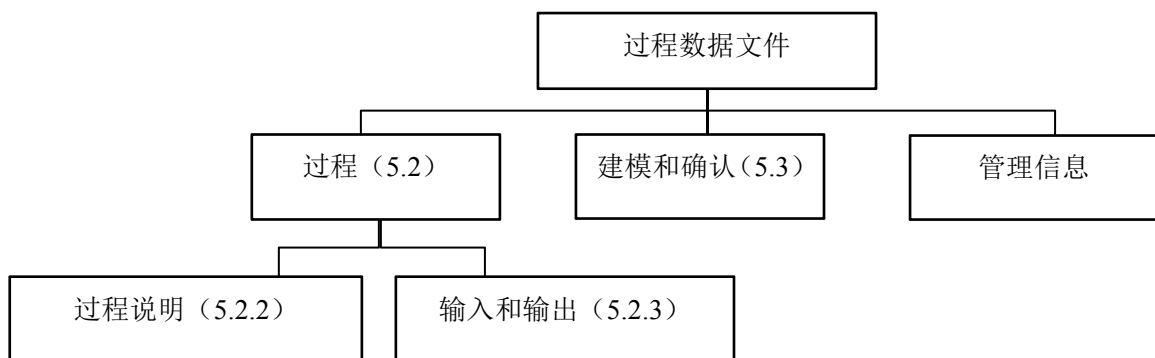 过程数据文件
过程（5.2）
建模和确认（5.3）
管理信息
过程说明（5.2.2）
输入和输出（5.2.3）